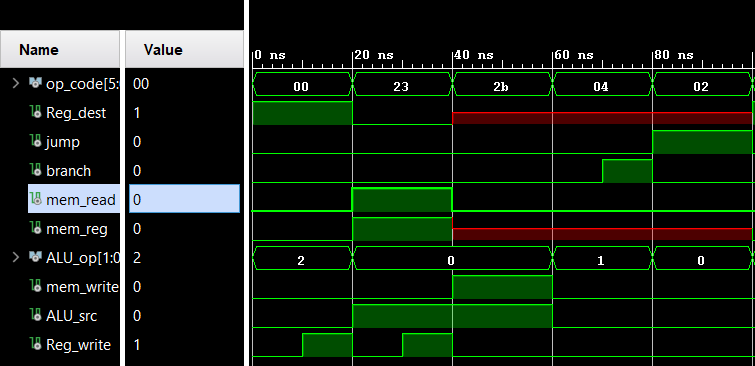 Name Value 0 ns 20 ns 40 ns 60 ns 80 ns
op_code[5: 00 00 23 2b 04 02
Reg_dest 1
jump 0
branch 0
mem_read 0
mem_reg 0
ALU_op[1:0 2 2 0 1 0
mem_write 0
ALU_src 0
Reg_write 1